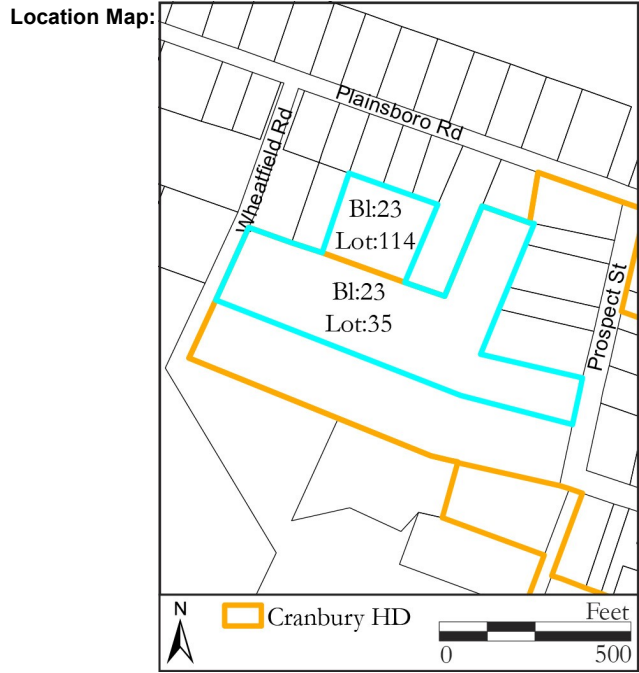 Location Map:
Plainsboro Rd
Wheatfield Rd
Bl:23
Lot:114
Bl:23
Lot:35
Prospect St
N
Cranbury HD
Feet
0 500